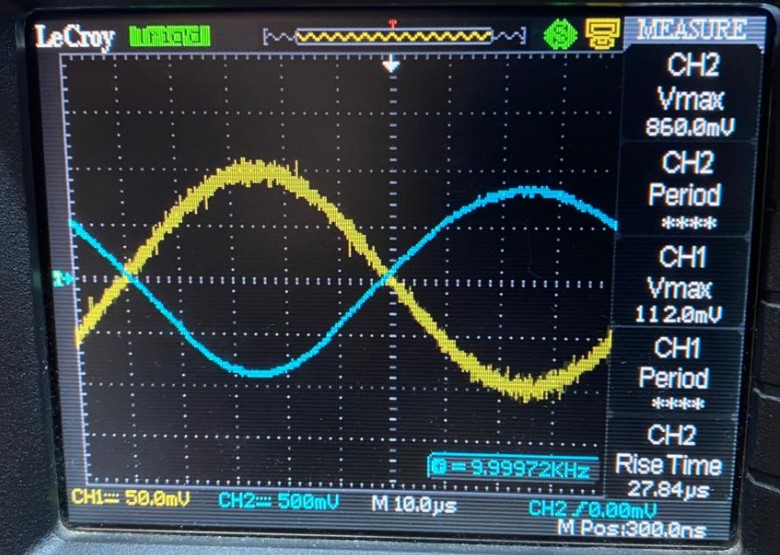 LeCroy Trig'd T MEASURE
CH2
Vmax
860.0mV
CH2
Period
****
CH1
Vmax
112.0mV
CH1
Period
****
CH2
Rise Time
27.84μs
f = 9.99972KHz
CH1 50.0mV CH2 500mV M 10.0μs CH2 /0.00mV
M Pos:300.0ns